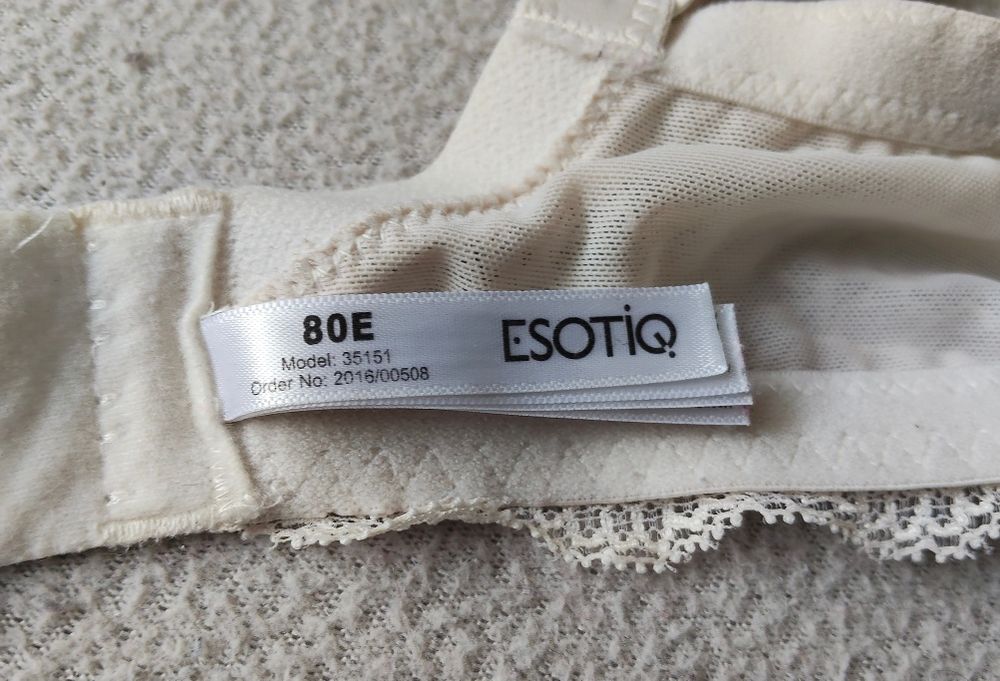 80E
Model: 35151
Order No: 2016/00508
ESOTIQ